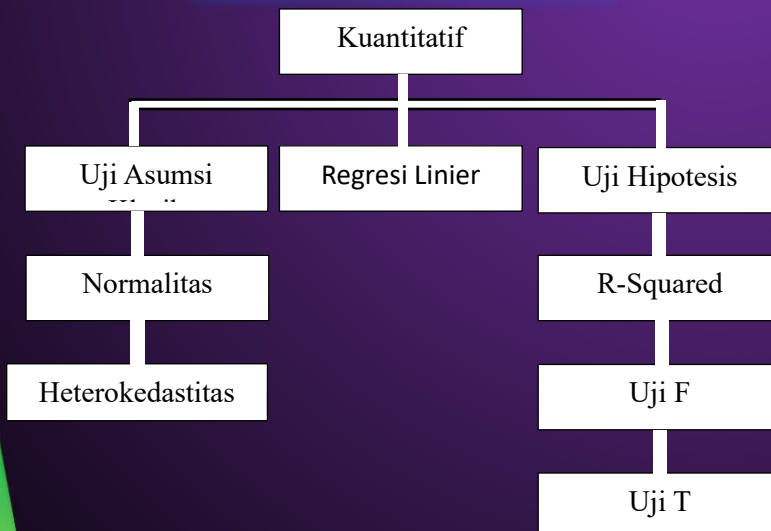 Kuantitatif
Uji Asumsi
Regresi Linier
Uji Hipotesis
Normalitas
R-Squared
Heterokedastitas
Uji F
Uji T